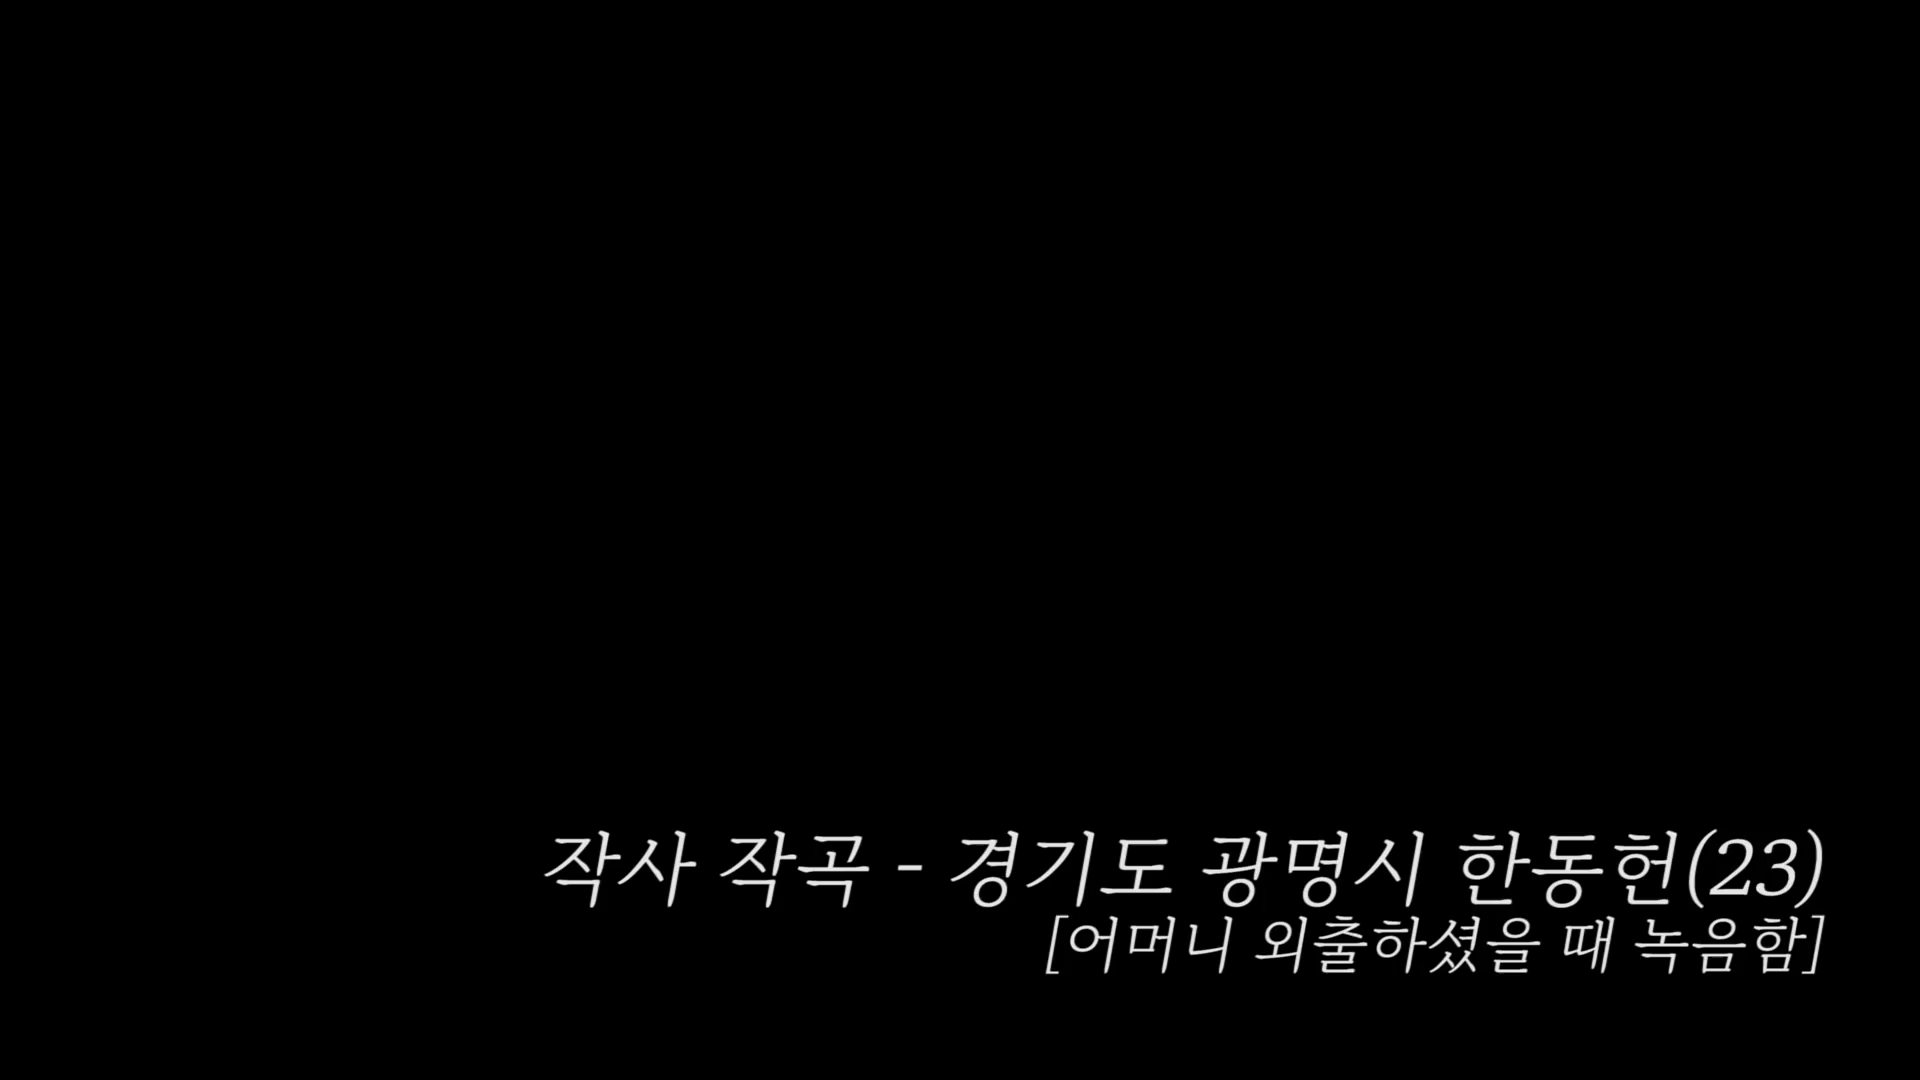 작사 작곡 - 경기도 광명시 한동헌(23)
[어머니 외출하셨을 때 녹음함]